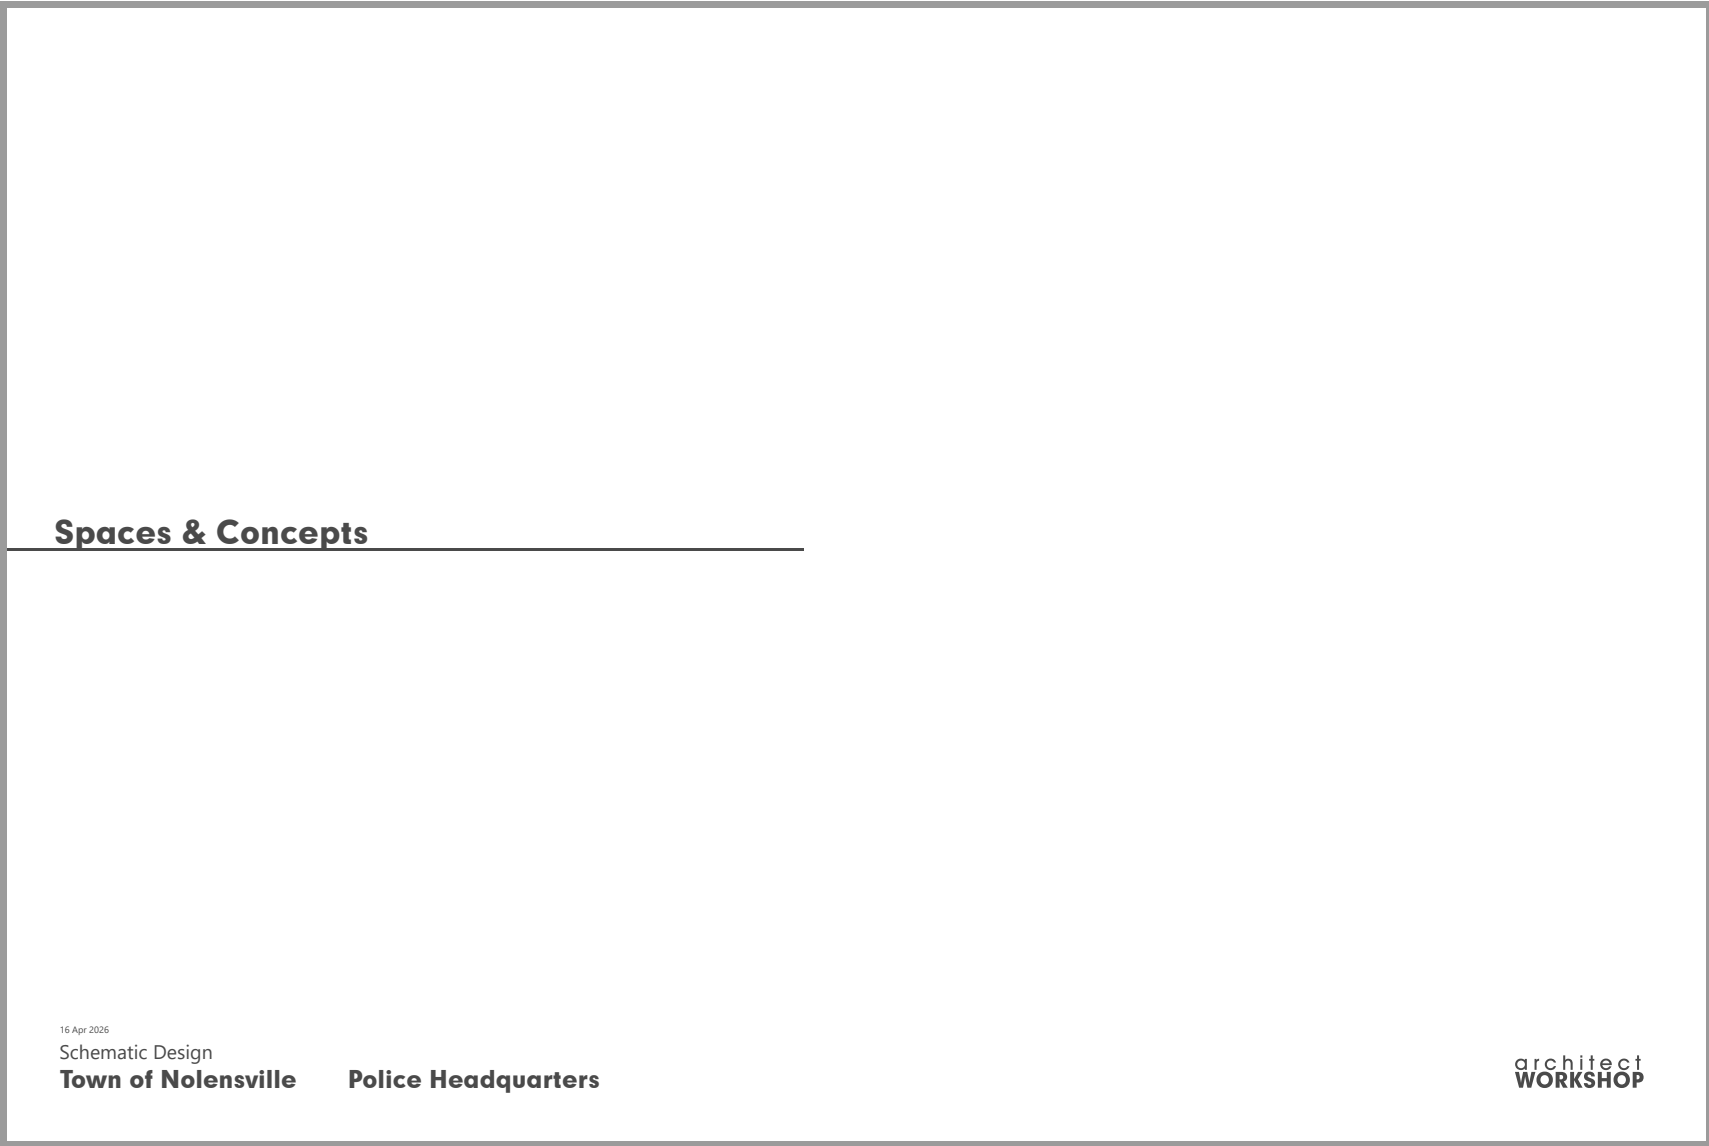 Spaces & Concepts
16 Apr 2026
Schematic Design
Town of Nolensville Police Headquarters
architect
WORKSHOP